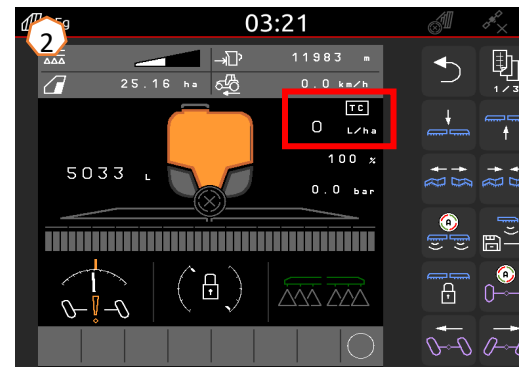 2
03:21
11983 m
25.16 ha
0.0 km/h
1/3
TC
0 L/ha
100 %
5033 L
0.0 bar
A
A